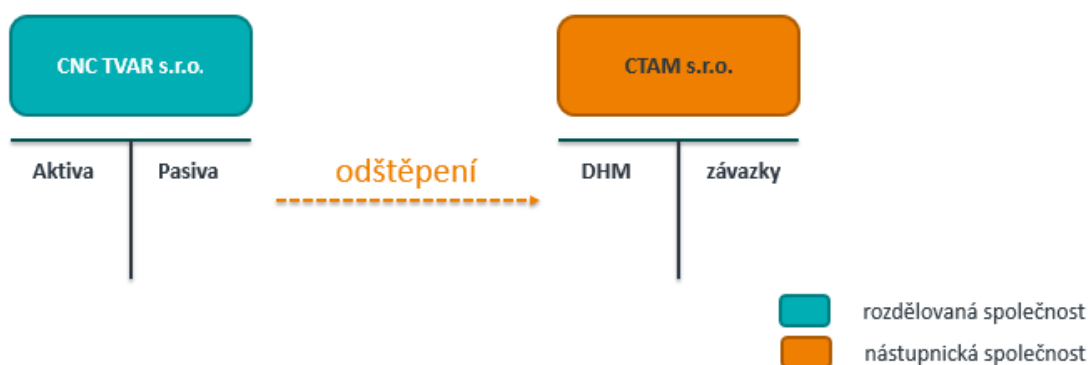 CNC TVAR s.r.o.
CTAM s.r.o.
Aktiva
Pasiva
odštěpení
DHM
závazky
rozdělovaná společnost
nástupnická společnost